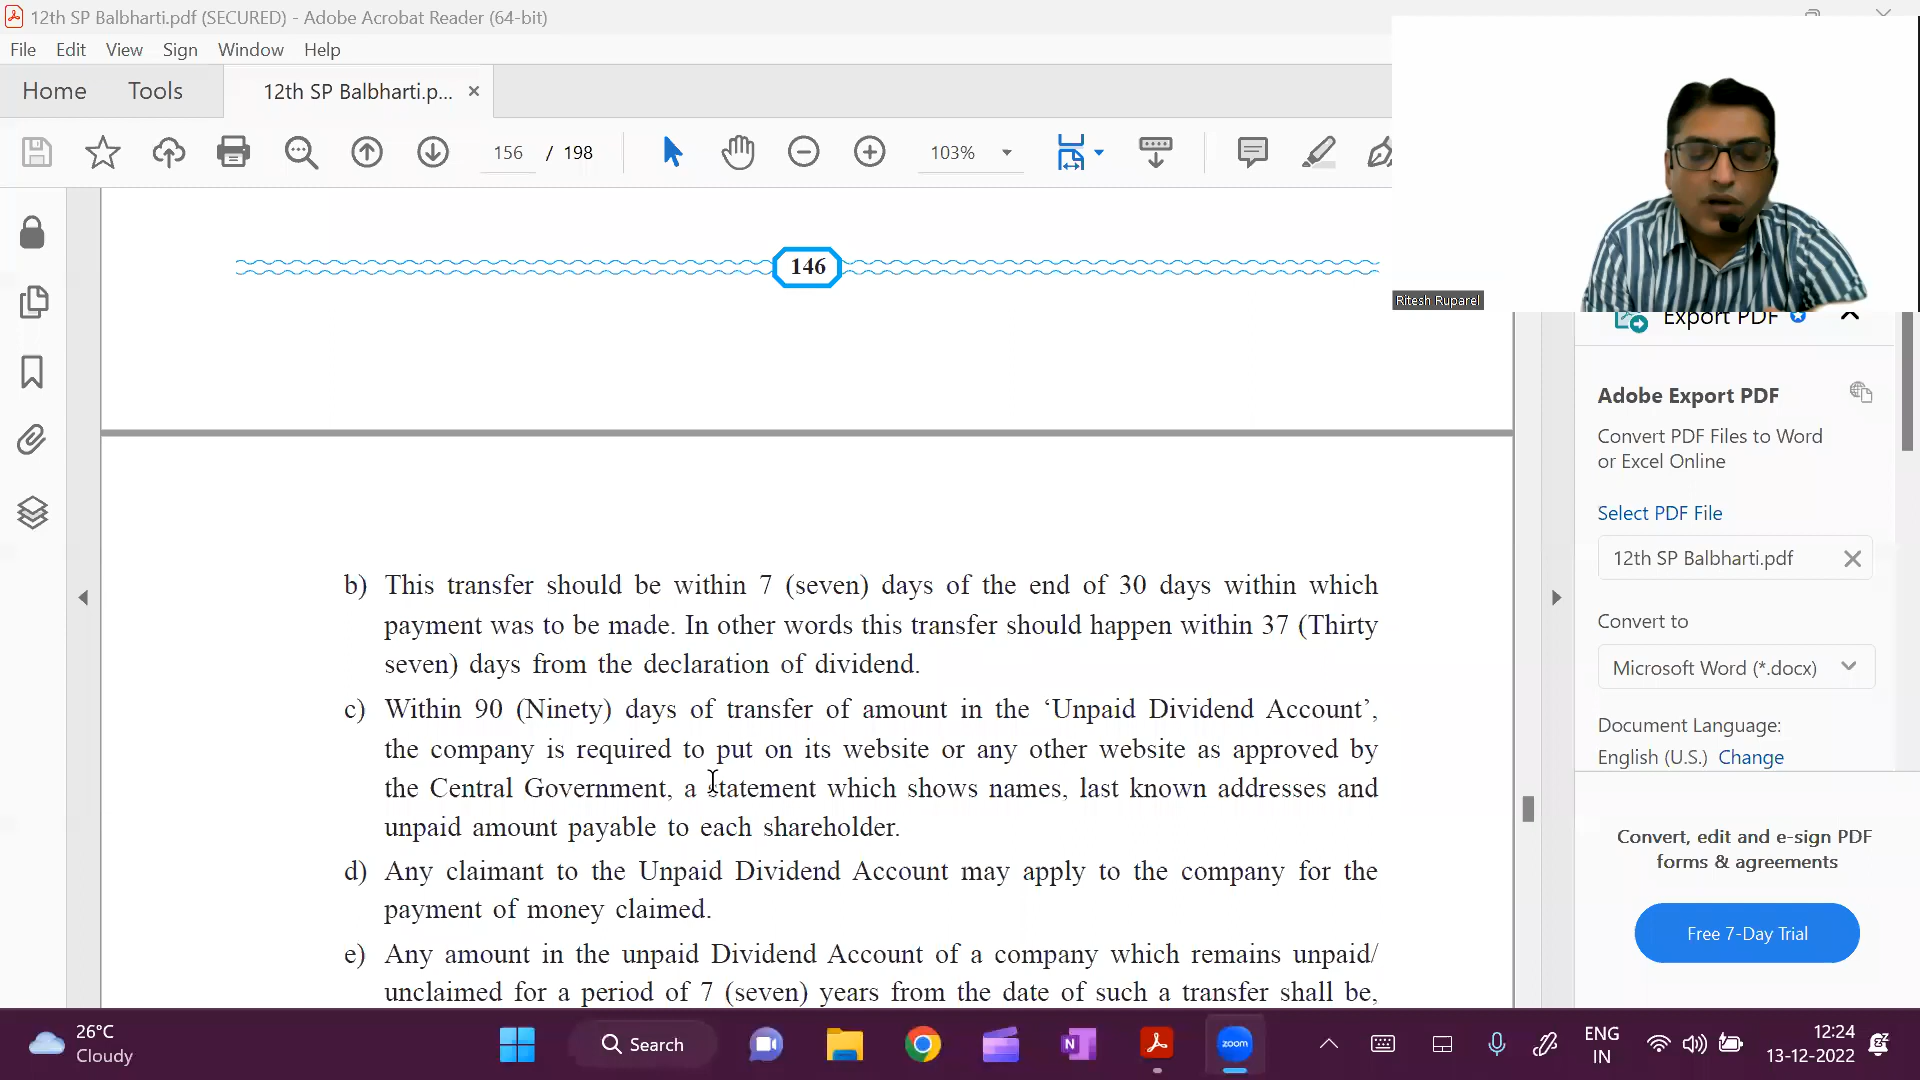 12th SP Balbharti.pdf (SECURED) - Adobe Acrobat Reader (64-bit)
File Edit View Sign Window Help
Home Tools 12th SP Balbharti.p...
156 / 198 103%
146
Ritesh Ruparel
Export PDF
Adobe Export PDF
Convert PDF Files to Word
or Excel Online
Select PDF File
12th SP Balbharti.pdf
Convert to
Microsoft Word (*.docx)
Document Language:
English (U.S.) Change
Convert, edit and e-sign PDF
forms & agreements
Free 7-Day Trial
b) This transfer should be within 7 (seven) days of the end of 30 days within which
payment was to be made. In other words this transfer should happen within 37 (Thirty
seven) days from the declaration of dividend.
c) Within 90 (Ninety) days of transfer of amount in the ‘Unpaid Dividend Account’,
the company is required to put on its website or any other website as approved by
the Central Government, a statement which shows names, last known addresses and
unpaid amount payable to each shareholder.
d) Any claimant to the Unpaid Dividend Account may apply to the company for the
payment of money claimed.
e) Any amount in the unpaid Dividend Account of a company which remains unpaid/
unclaimed for a period of 7 (seven) years from the date of such a transfer shall be,
26°C
Cloudy
Search
zoom
ENG
IN
12:24
13-12-2022